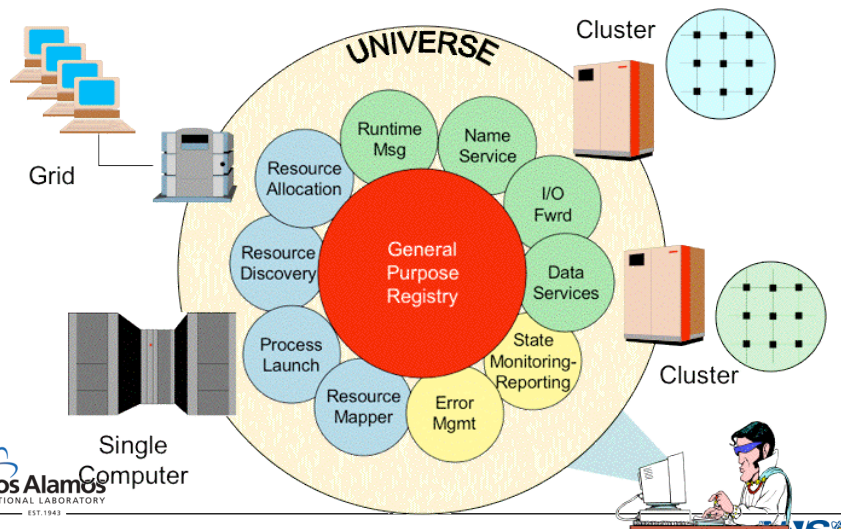 UNIVERSE
Cluster
Grid
Runtime
Msg
Name
Service
Resource
Allocation
I/O
Fwrd
Resource
Discovery
General
Purpose
Registry
Data
Services
Process
Launch
State
Monitoring-
Reporting
Resource
Mapper
Error
Mgmt
Cluster
Single
Computer
os Alamos
TIONAL LABORATORY
EST. 1943